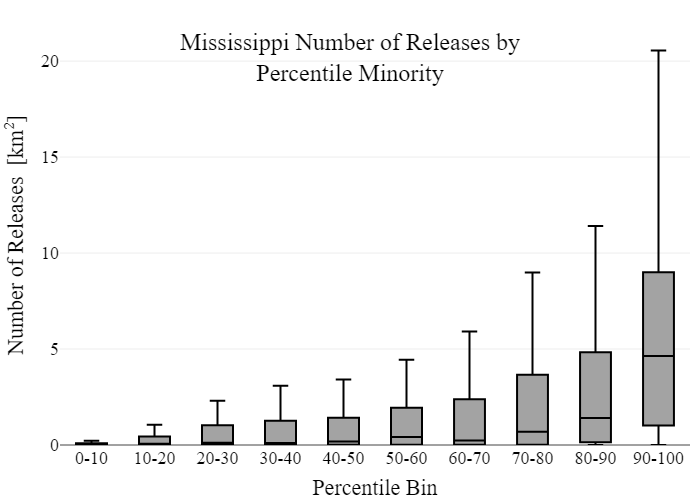 Mississippi Number of Releases by
Percentile Minority
Number of Releases [km²]
20
15
10
5
0
0-10 10-20 20-30 30-40 40-50 50-60 60-70 70-80 80-90 90-100
Percentile Bin